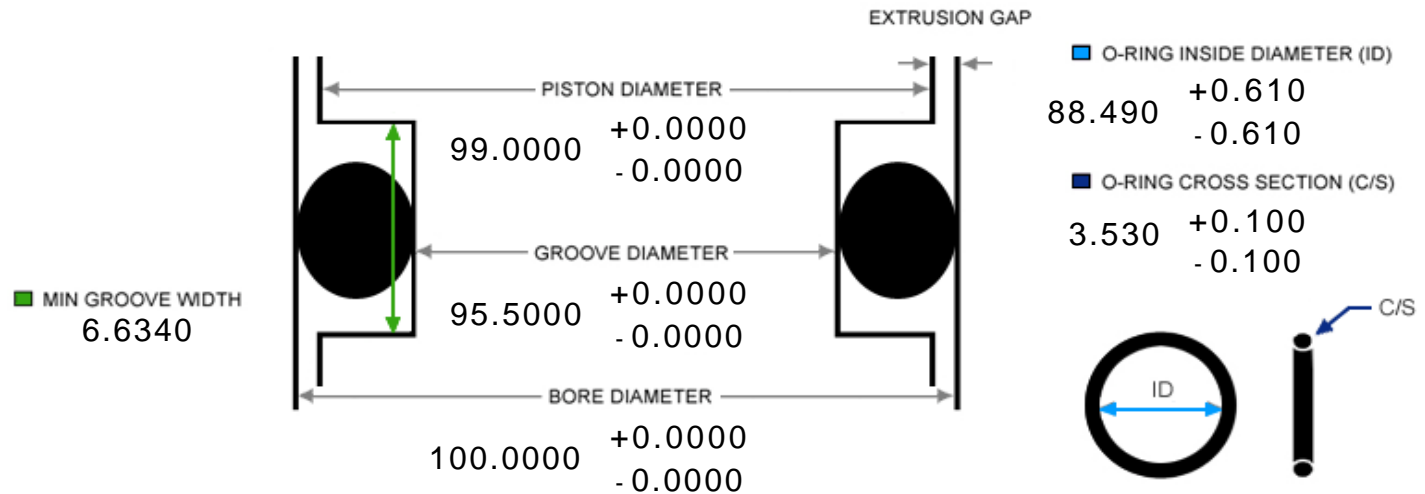 EXTRUSION GAP
O-RING INSIDE DIAMETER (ID)
88.490 +0.610
-0.610
PISTON DIAMETER
99.0000 +0.0000
-0.0000
O-RING CROSS SECTION (C/S)
3.530 +0.100
-0.100
GROOVE DIAMETER
95.5000 +0.0000
-0.0000
MIN GROOVE WIDTH
6.6340
C/S
ID
BORE DIAMETER
100.0000 +0.0000
-0.0000